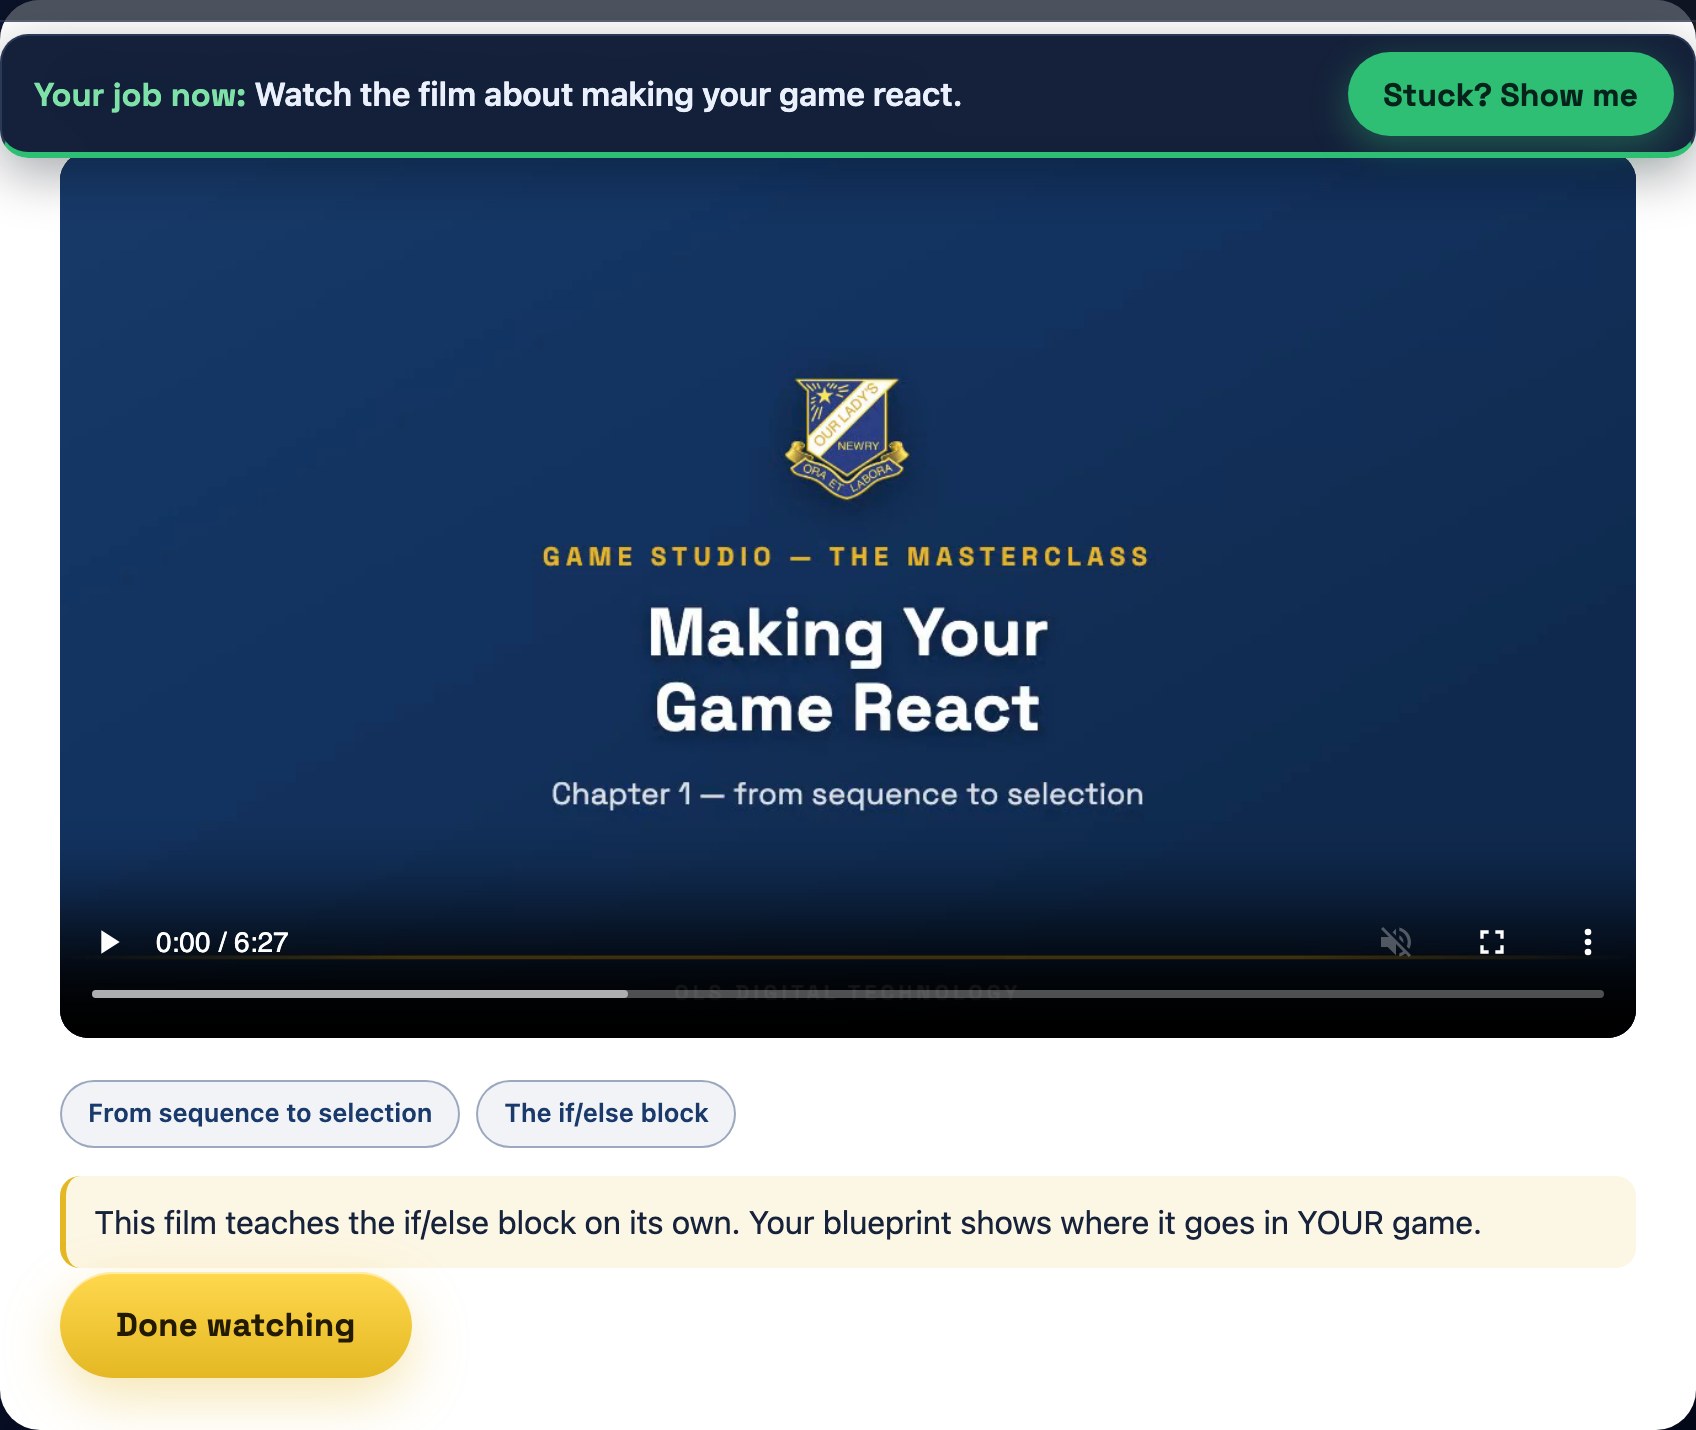 Your job now: Watch the film about making your game react.
Stuck? Show me
OUR LADY'S
NEWRY
ORA ET LABORA
GAME STUDIO — THE MASTERCLASS
Making Your
Game React
Chapter 1 — from sequence to selection
0:00 / 6:27
OLS DIGITAL TECHNOLOGY
From sequence to selection
The if/else block
This film teaches the if/else block on its own. Your blueprint shows where it goes in YOUR game.
Done watching